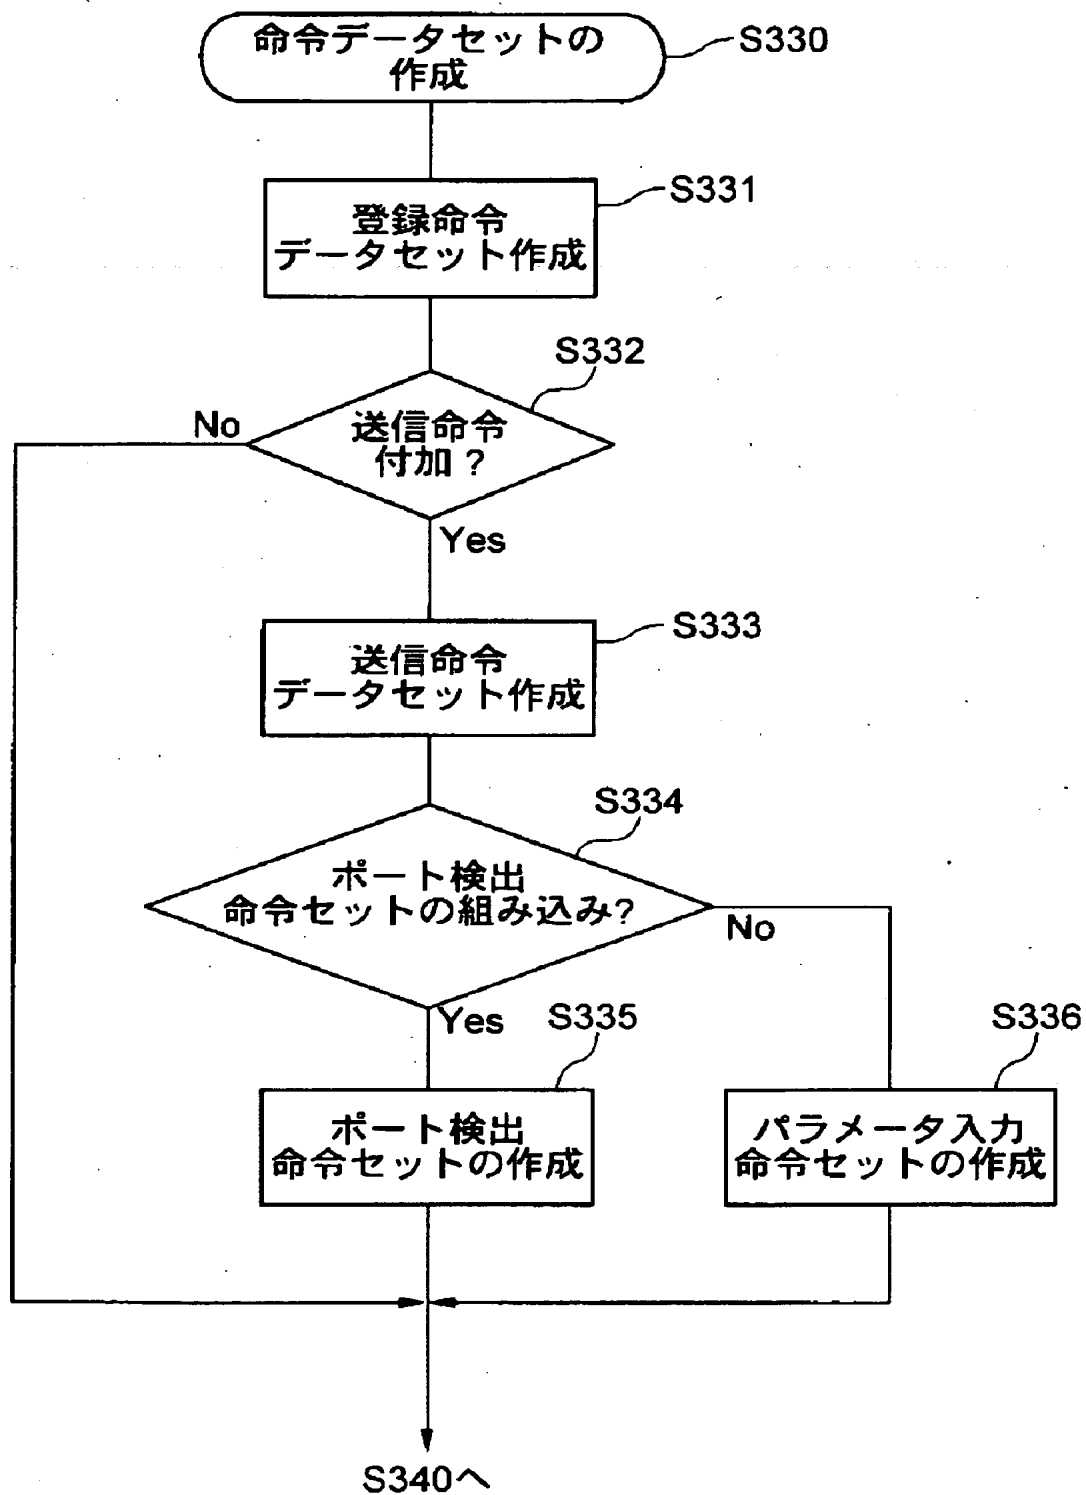 命令データセットの
作成
S330
S331
登録命令
データセット作成
S332
No
送信命令
付加？
Yes
S333
送信命令
データセット作成
S334
ポート検出
命令セットの組み込み?
No
Yes
S335
S336
ポート検出
命令セットの作成
パラメータ入力
命令セットの作成
S340へ